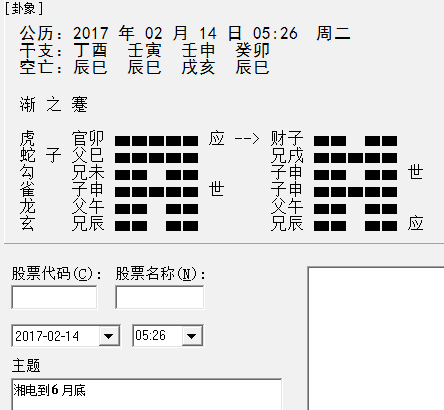 [卦象]
公历: 2017 年 02 月 14 日 05:26 周二
干支: 丁酉 壬寅 壬申 癸卯
空亡: 辰巳 辰巳 戌亥 辰巳
渐 之 蹇
虎 官卯 应 --> 财子
蛇 子 父巳 兄戌
勾 兄未 子申 世
雀 子申 世 子申
龙 父午 父午
玄 兄辰 兄辰 应
股票代码(C): 股票名称(N):
2017-02-14 05:26
主题
湘电到6月底